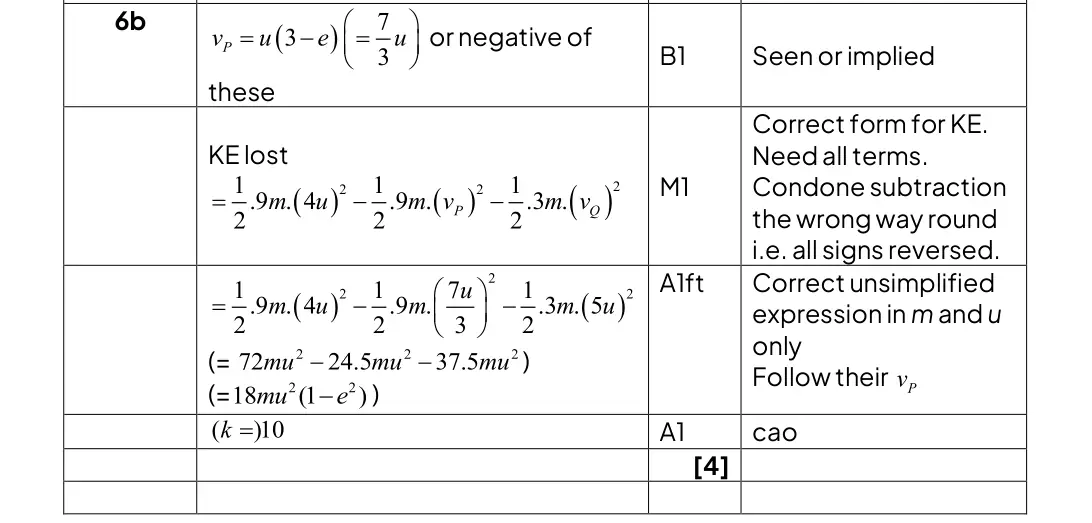 6b
v_P = u(3 − e) (= 7/3 u) or negative of
these
B1
Seen or implied
KE lost
= 1/2 .9m.(4u)² − 1/2 .9m.(v_P)² − 1/2 .3m.(v_Q)²
M1
Correct form for KE.
Need all terms.
Condone subtraction
the wrong way round
i.e. all signs reversed.
= 1/2 .9m.(4u)² − 1/2 .9m.(7u/3)² − 1/2 .3m.(5u)²
(= 72mu² − 24.5mu² − 37.5mu²)
(=18mu²(1−e²))
A1ft
Correct unsimplified
expression in m and u
only
Follow their v_P
(k =)10
A1
cao
[4]